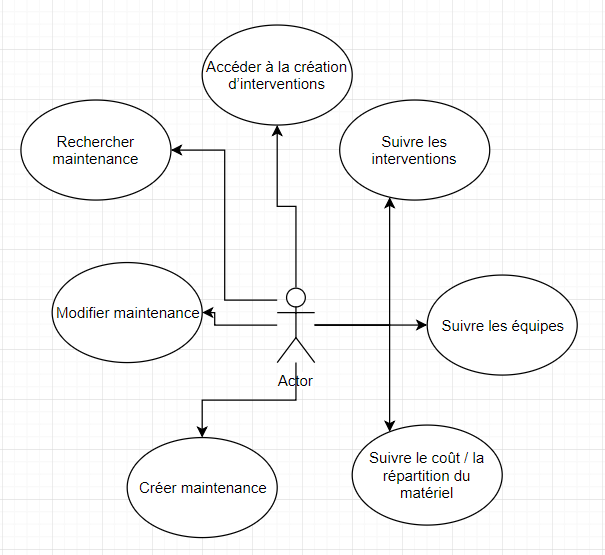 Accéder à la création
d'interventions
Rechercher
maintenance
Suivre les
interventions
Modifier maintenance
Suivre les équipes
Actor
Suivre le coût / la
répartition du
matériel
Créer maintenance